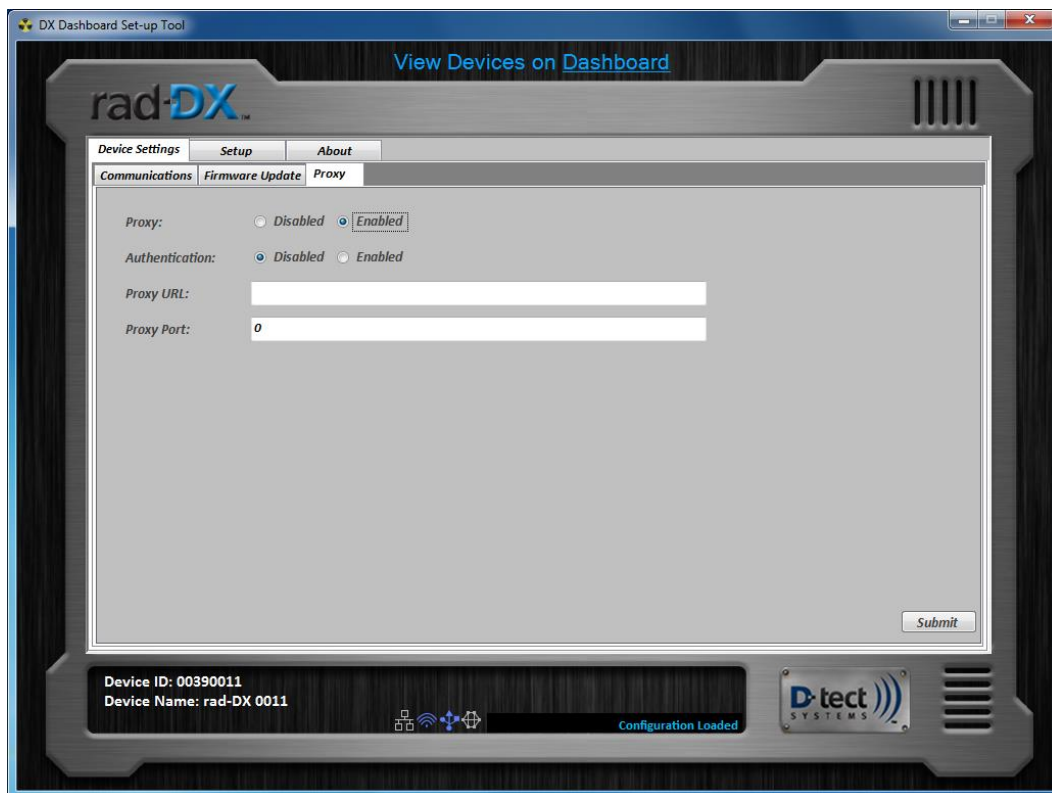 DX Dashboard Set-up Tool
View Devices on Dashboard
rad-DX™
Device Settings Setup About
Communications Firmware Update Proxy
Proxy: Disabled Enabled
Authentication: Disabled Enabled
Proxy URL:
Proxy Port: 0
Submit
Device ID: 00390011
Device Name: rad-DX 0011
Configuration Loaded
D-tect
SYSTEMS